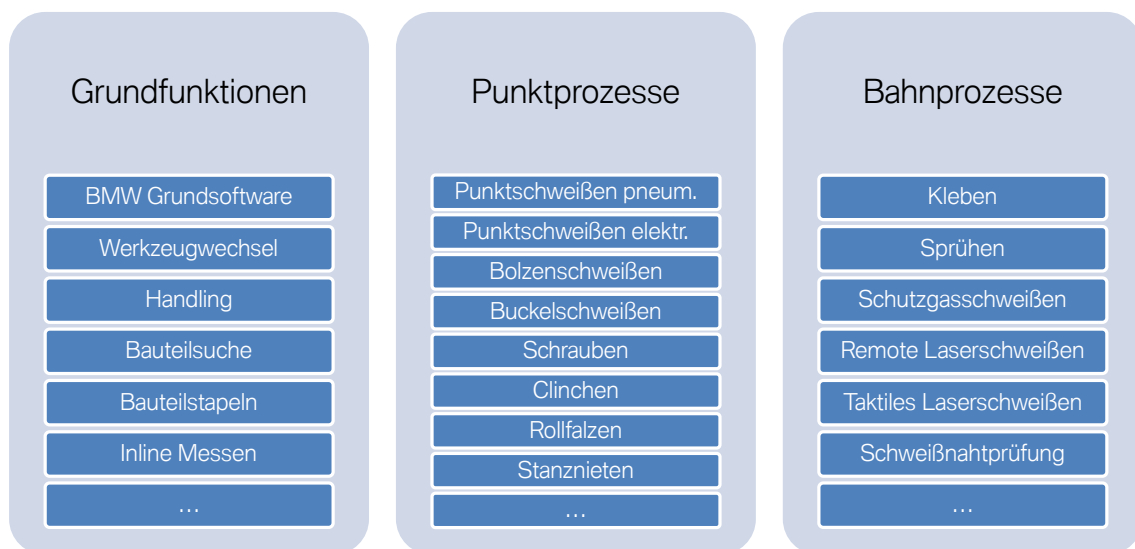 Grundfunktionen
BMW Grundsoftware
Werkzeugwechsel
Handling
Bauteilsuche
Bauteilstapeln
Inline Messen
…
Punktprozesse
Punktschweißen pneum.
Punktschweißen elektr.
Bolzenschweißen
Buckelschweißen
Schrauben
Clinchen
Rollfalzen
Stanznieten
…
Bahnprozesse
Kleben
Sprühen
Schutzgasschweißen
Remote Laserschweißen
Taktiles Laserschweißen
Schweißnahtprüfung
…